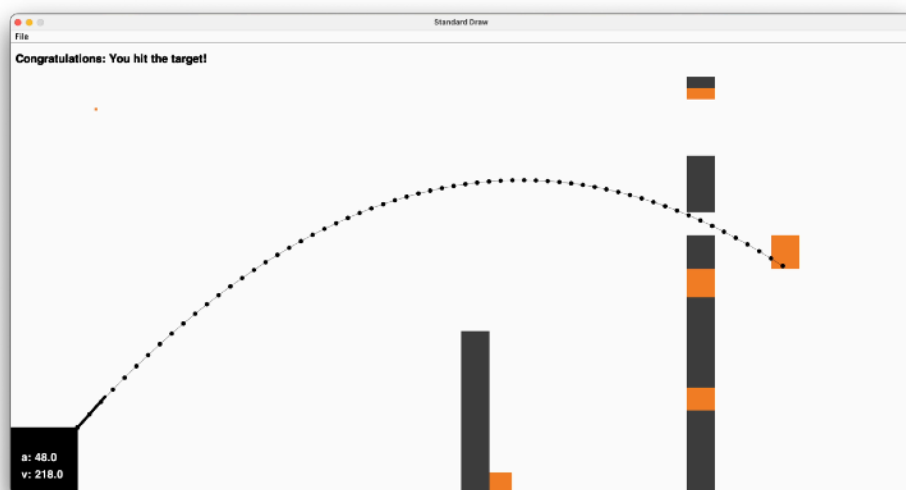 Standard Draw
File
Congratulations: You hit the target!
a: 48.0
v: 218.0